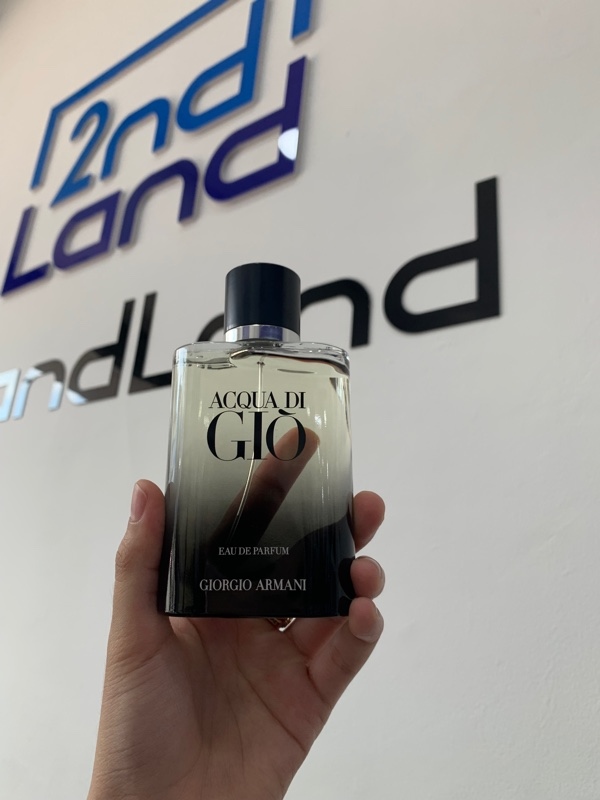 2nd
Land
ndLand
ACQUA DI
GIÒ
EAU DE PARFUM
GIORGIO ARMANI